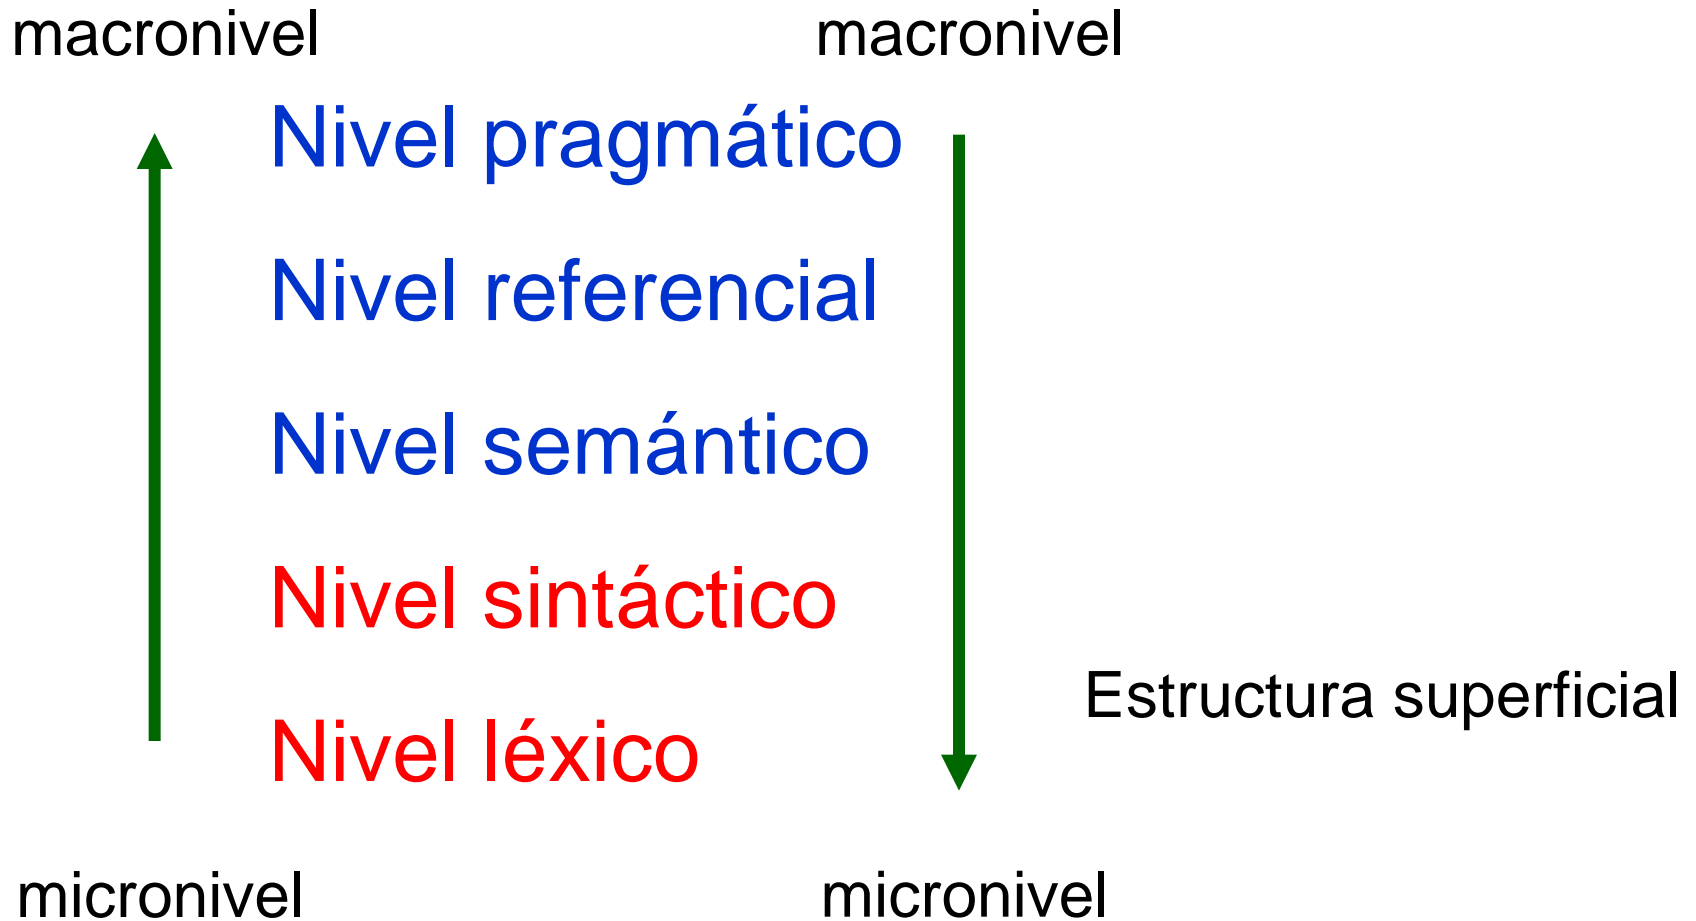 macronivel macronivel
Nivel pragmático
Nivel referencial
Nivel semántico
Nivel sintáctico
Estructura superficial
Nivel léxico
micronivel micronivel